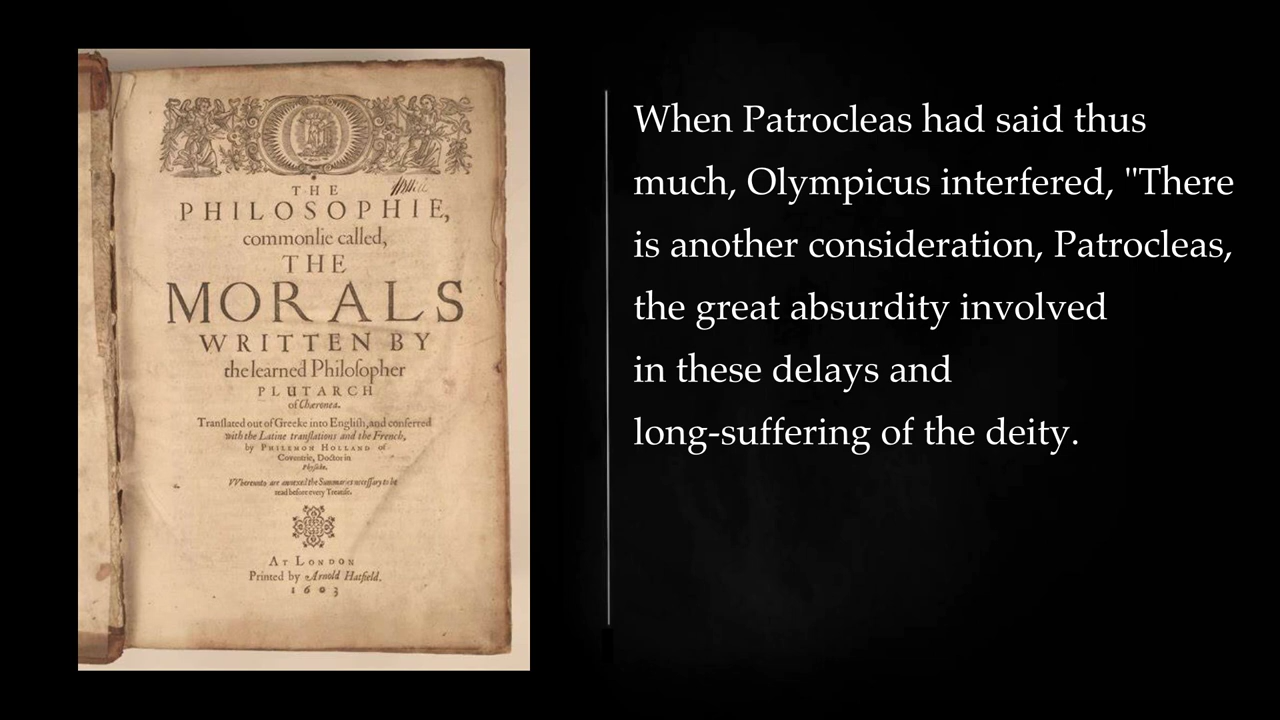 THE
PHILOSOPHIE,
commonlie called,
THE
MORALS
WRITTEN BY
the learned Philosopher
PLUTARCH
of Chæronea.
Tranſlated out of Greeke into Engliſh, and conferred
with the Latine tranſlations and the French,
by PHILEMON HOLLAND of
Coventrie, Doctor in
Phyſicke.
VVhereunto are annexed the Summaries neceſſary to be
read before every Treatiſe.
AT LONDON
Printed by Arnold Hatfield.
1603
When Patrocleas had said thus
much, Olympicus interfered, "There
is another consideration, Patrocleas,
the great absurdity involved
in these delays and
long-suffering of the deity.